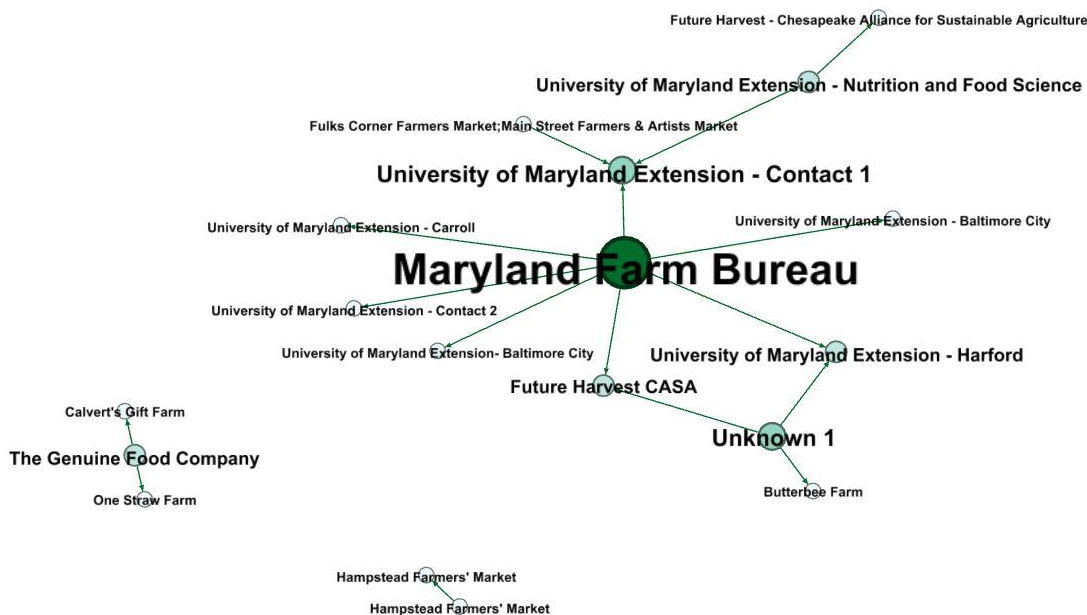 Future Harvest - Chesapeake Alliance for Sustainable Agriculture
University of Maryland Extension - Nutrition and Food Science
Fulks Corner Farmers Market;Main Street Farmers & Artists Market
University of Maryland Extension - Contact 1
University of Maryland Extension - Carroll
University of Maryland Extension - Baltimore City
Maryland Farm Bureau
University of Maryland Extension - Contact 2
University of Maryland Extension- Baltimore City
University of Maryland Extension - Harford
Future Harvest CASA
Calvert's Gift Farm
Unknown 1
The Genuine Food Company
Butterbee Farm
One Straw Farm
Hampstead Farmers' Market
Hampstead Farmers' Market